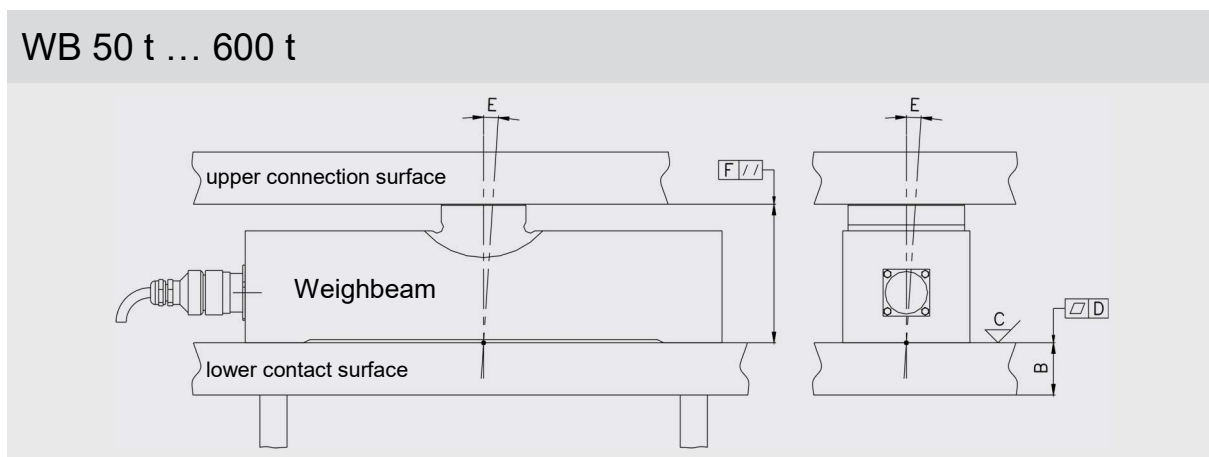 WB 50 t … 600 t
E
E
upper connection surface
F //
Weighbeam
D
C
lower contact surface
B